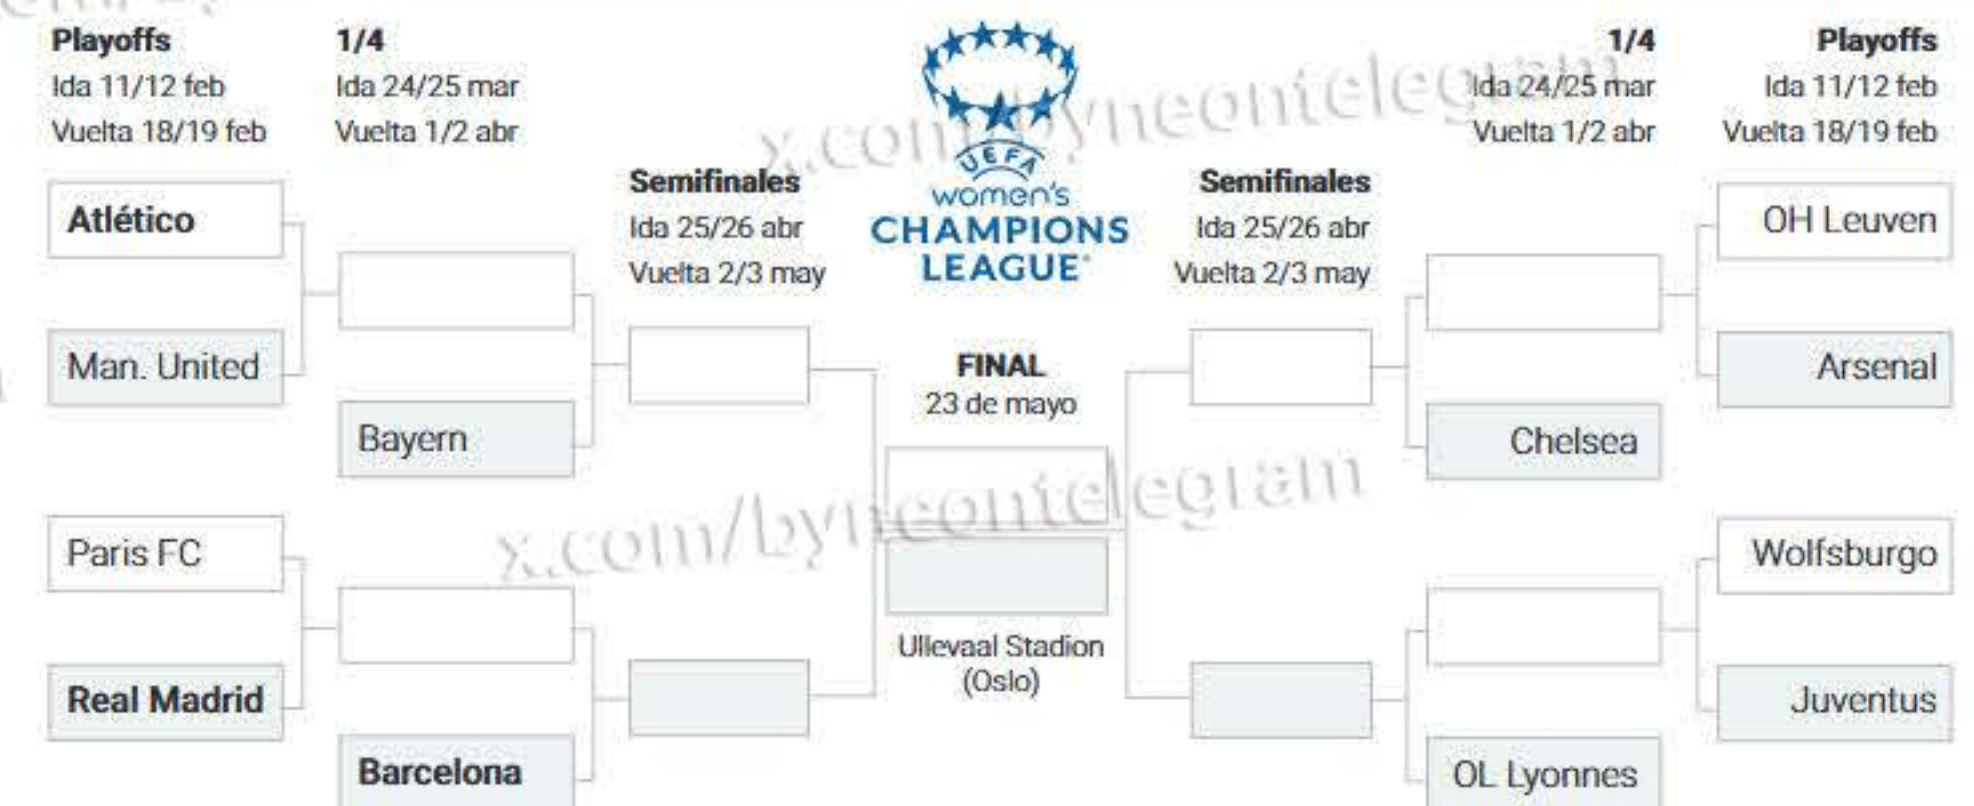 Playoffs
Ida 11/12 feb
Vuelta 18/19 feb
1/4
Ida 24/25 mar
Vuelta 1/2 abr
Semifinales
Ida 25/26 abr
Vuelta 2/3 may
UEFA
women's
CHAMPIONS
LEAGUE
Semifinales
Ida 25/26 abr
Vuelta 2/3 may
1/4
Ida 24/25 mar
Vuelta 1/2 abr
Playoffs
Ida 11/12 feb
Vuelta 18/19 feb
x.com/byneontelegram
Atlético
Man. United
Bayern
Paris FC
Real Madrid
Barcelona
FINAL
23 de mayo
x.com/byneontelegram
Ullevaal Stadion
(Oslo)
OH Leuven
Arsenal
Chelsea
Wolfsburgo
Juventus
OL Lyonnes